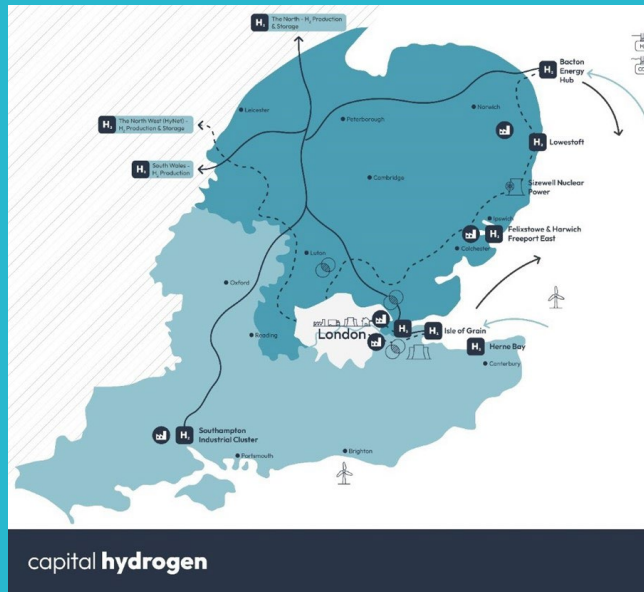 H₂ The North - H₂ Production
& Storage
H₂ Bacton
Energy
Hub
Leicester
Norwich
Peterborough
H₂ The North West (HyNet) -
H₂ Production & Storage
H₂ Lowestoft
H₂ South Wales -
H₂ Production
Cambridge
Sizewell Nuclear
Power
Ipswich
H₂ Felixstowe & Harwich
Freeport East
Colchester
Luton
Oxford
London
H₂
H₂ Isle of Grain
Reading
H₂ Herne Bay
Canterbury
H₂ Southampton
Industrial Cluster
Brighton
Portsmouth
capital hydrogen